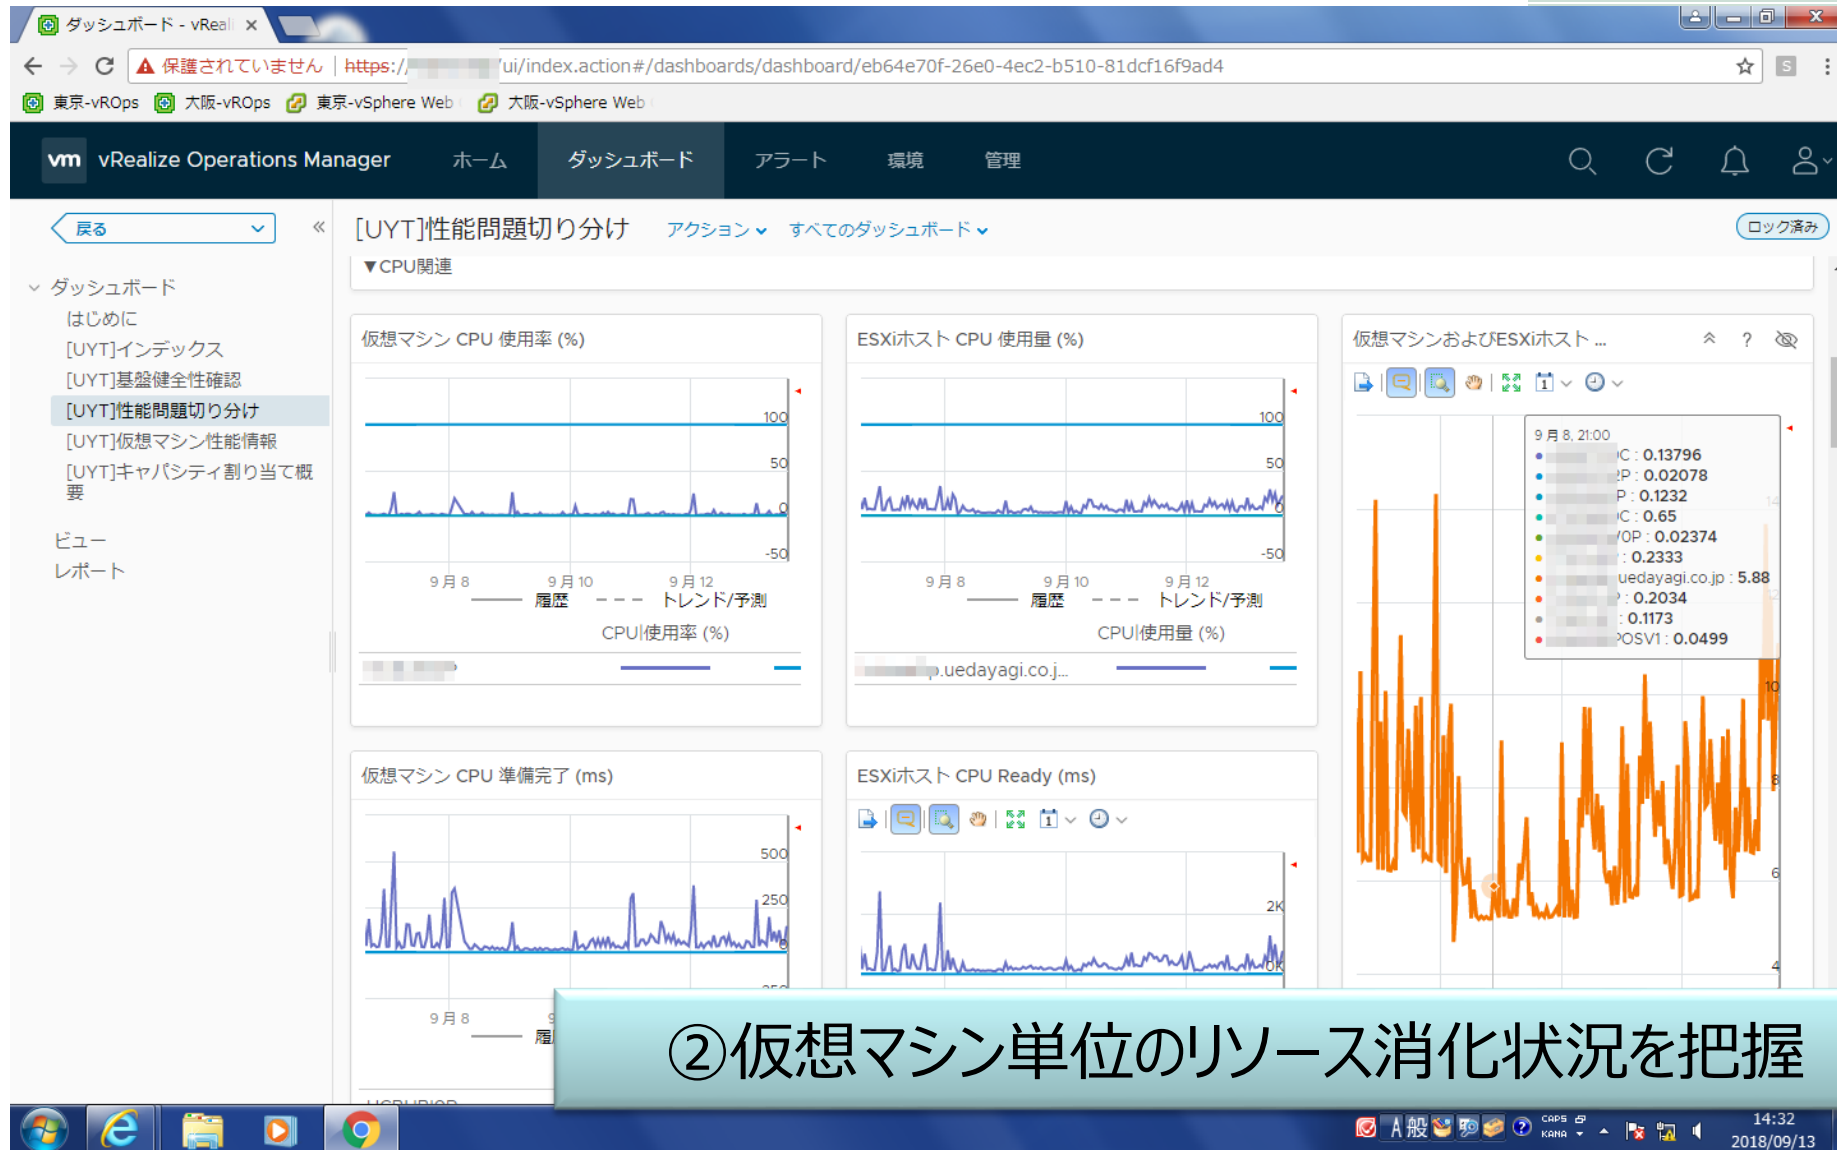 ダッシュボード - vReali
保護されていません | https:/
/ui/index.action#/dashboards/dashboard/eb64e70f-26e0-4ec2-b510-81dcf16f9ad4
東京-vROps 大阪-vROps 東京-vSphere Web 大阪-vSphere Web
vm vRealize Operations Manager ホーム ダッシュボード アラート 環境 管理
戻る
[UYT]性能問題切り分け アクション すべてのダッシュボード ロック済み
▼CPU関連
ダッシュボード
はじめに
[UYT]インデックス
[UYT]基盤健全性確認
[UYT]性能問題切り分け
[UYT]仮想マシン性能情報
[UYT]キャパシティ割り当て概
要
ビュー
レポート
仮想マシン CPU 使用率 (%)
100
50
0
-50
9月 8 9月 10 9月 12
履歴 トレンド/予測
CPU|使用率 (%)
ESXiホスト CPU 使用量 (%)
100
50
0
-50
9月 8 9月 10 9月 12
履歴 トレンド/予測
CPU|使用量 (%)
p.uedayagi.co.j...
仮想マシンおよびESXiホスト ...
9月 8, 21:00
C : 0.13796
P : 0.02078
P : 0.1232
C : 0.65
0P : 0.02374
: 0.2333
uedayagi.co.jp : 5.88
: 0.2034
: 0.1173
POSV1 : 0.0499
14
12
10
8
6
4
仮想マシン CPU 準備完了 (ms)
500
250
0
9月 8
ESXiホスト CPU Ready (ms)
2K
0K
②仮想マシン単位のリソース消化状況を把握
A 般 CAPS KANA
14:32
2018/09/13